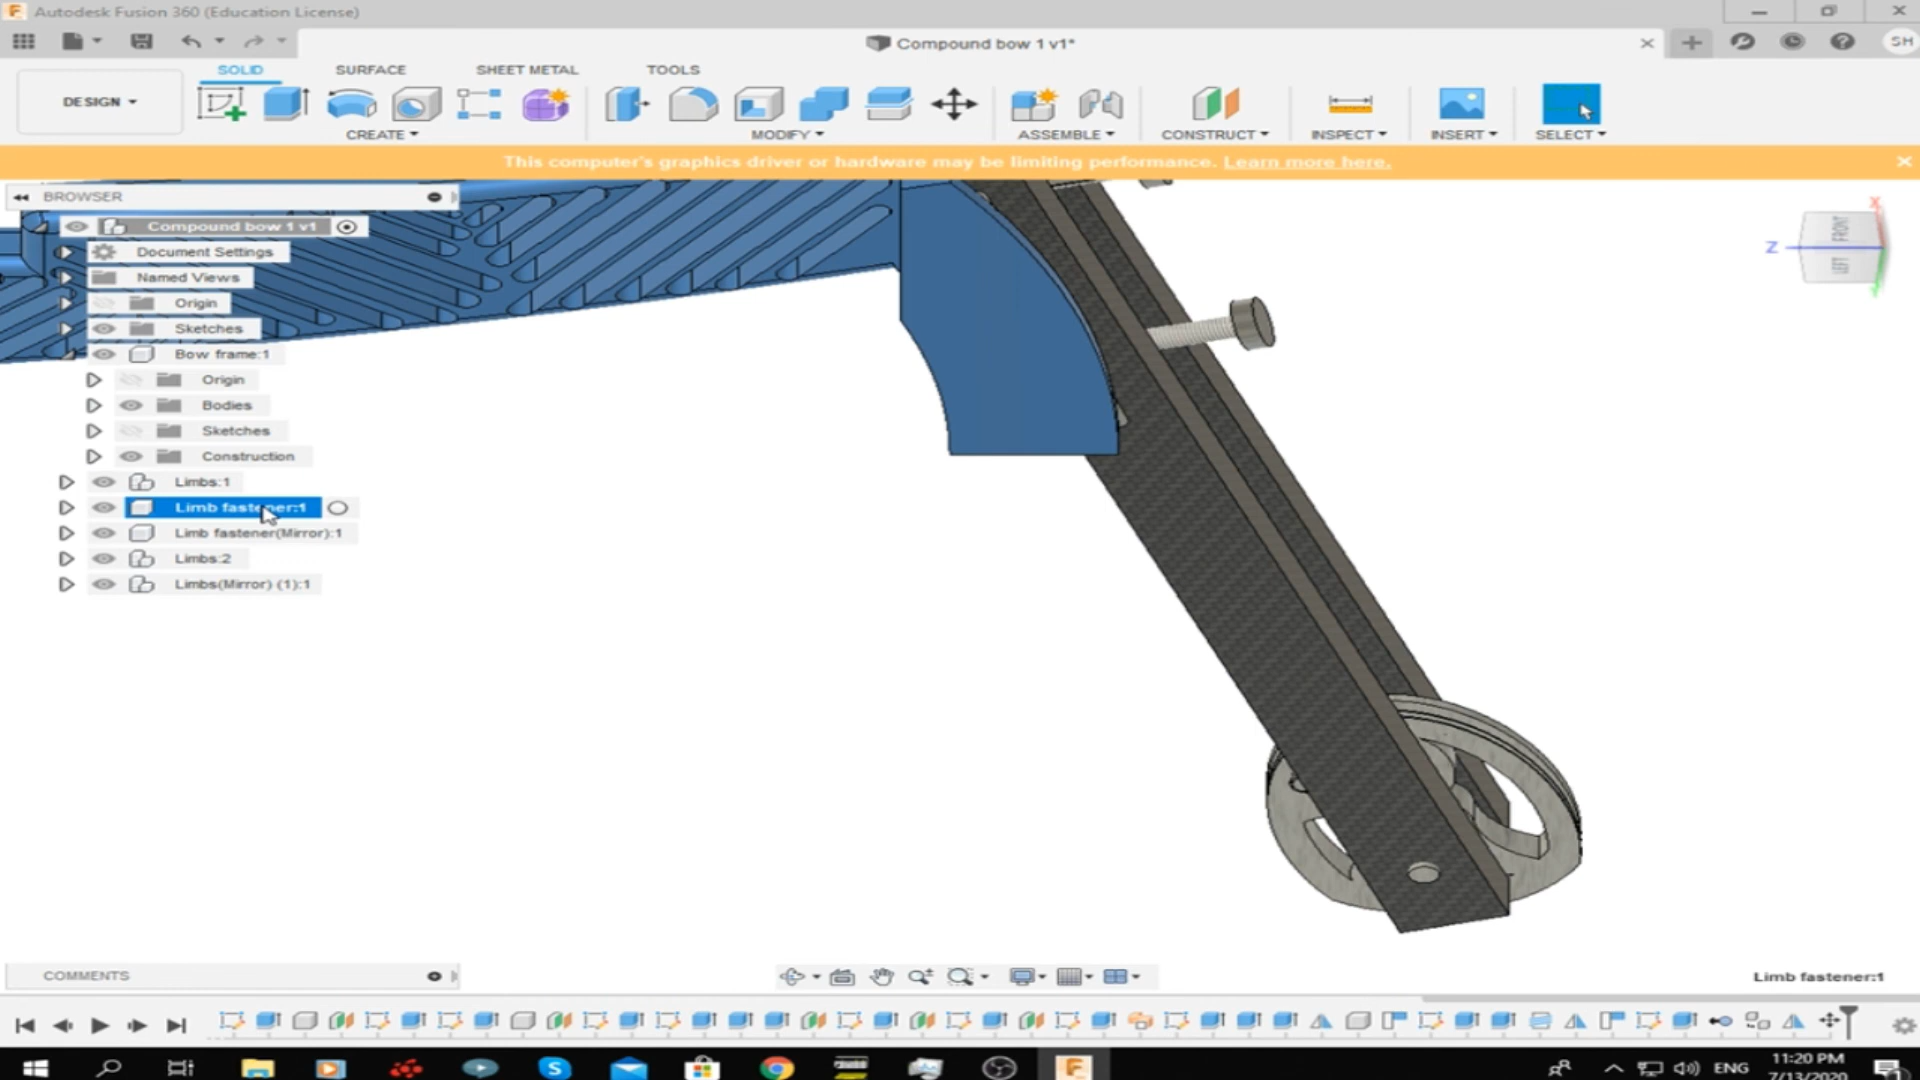 Autodesk Fusion 360 (Education License)
Compound bow 1 v1*
SH
SOLID SURFACE SHEET METAL TOOLS
DESIGN
CREATE MODIFY ASSEMBLE CONSTRUCT INSPECT INSERT SELECT
This computer's graphics driver or hardware may be limiting performance. Learn more here.
BROWSER
Compound bow 1 v1
Document Settings
Named Views
Origin
Sketches
Bow frame:1
Origin
Bodies
Sketches
Construction
Limbs:1
Limb fastener:1
Limb fastener(Mirror):1
Limbs:2
Limbs(Mirror) (1):1
X
Z
Y
FRONT
LEFT
COMMENTS
Limb fastener:1
ENG
11:20 PM
7/13/2020